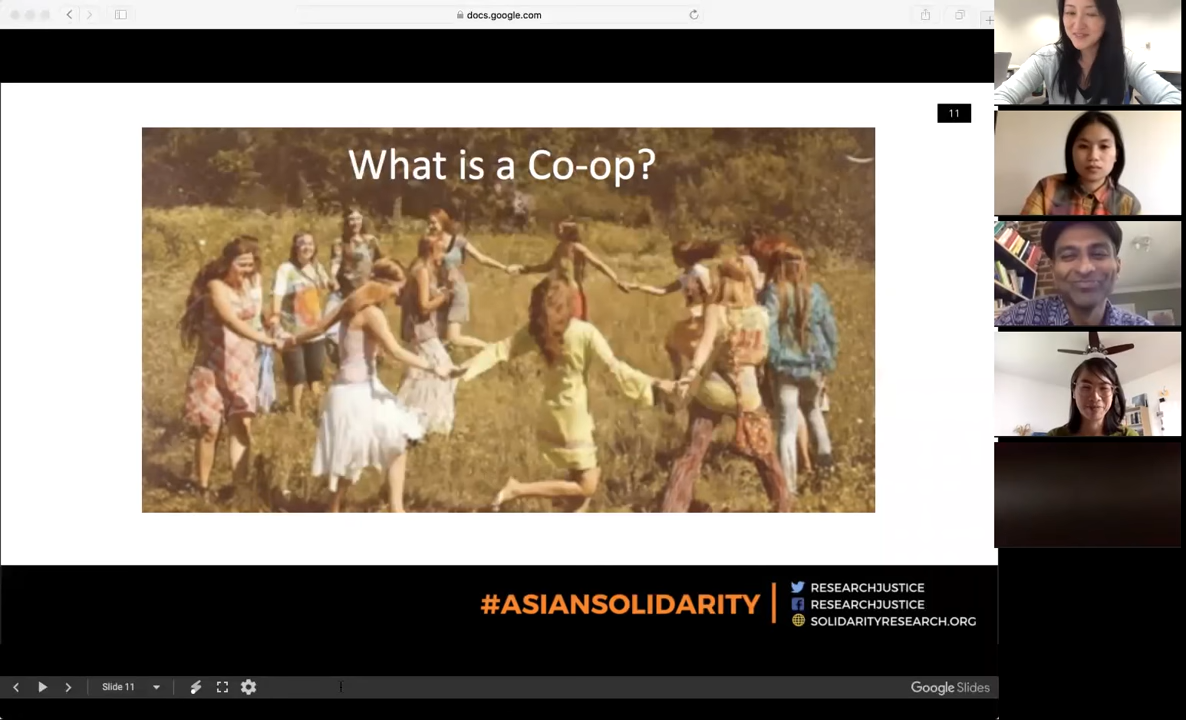 docs.google.com
11
What is a Co-op?
#ASIANSOLIDARITY
RESEARCHJUSTICE
RESEARCHJUSTICE
SOLIDARITYRESEARCH.ORG
Slide 11
Google Slides